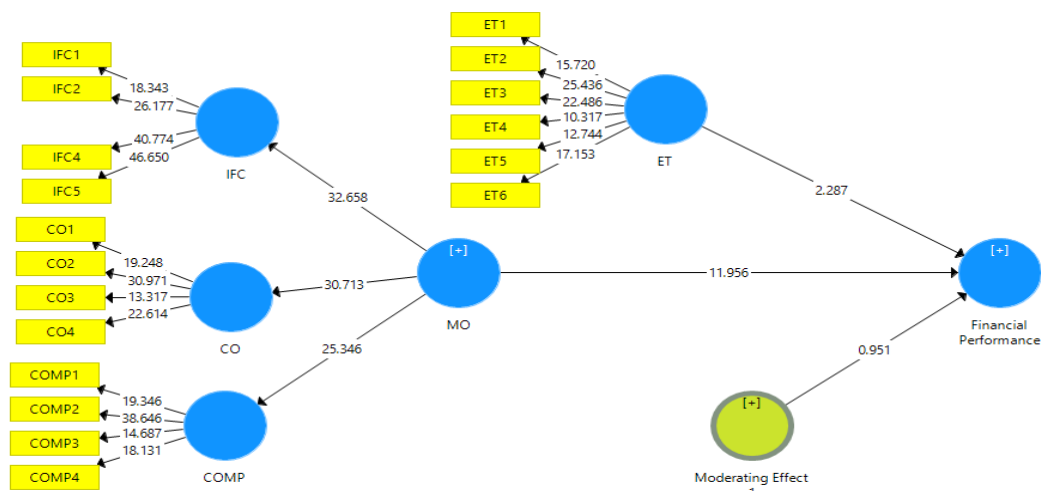 IFC1
IFC2
IFC4
IFC5
18.343
26.177
40.774
46.650
IFC
CO1
CO2
CO3
CO4
19.248
30.971
13.317
22.614
CO
COMP1
COMP2
COMP3
COMP4
19.346
38.646
14.687
18.131
COMP
32.658
30.713
25.346
[+]
MO
ET1
ET2
ET3
ET4
ET5
ET6
15.720
25.436
22.486
10.317
12.744
17.153
ET
2.287
11.956
0.951
[+]
Financial
Performance
[+]
Moderating Effect